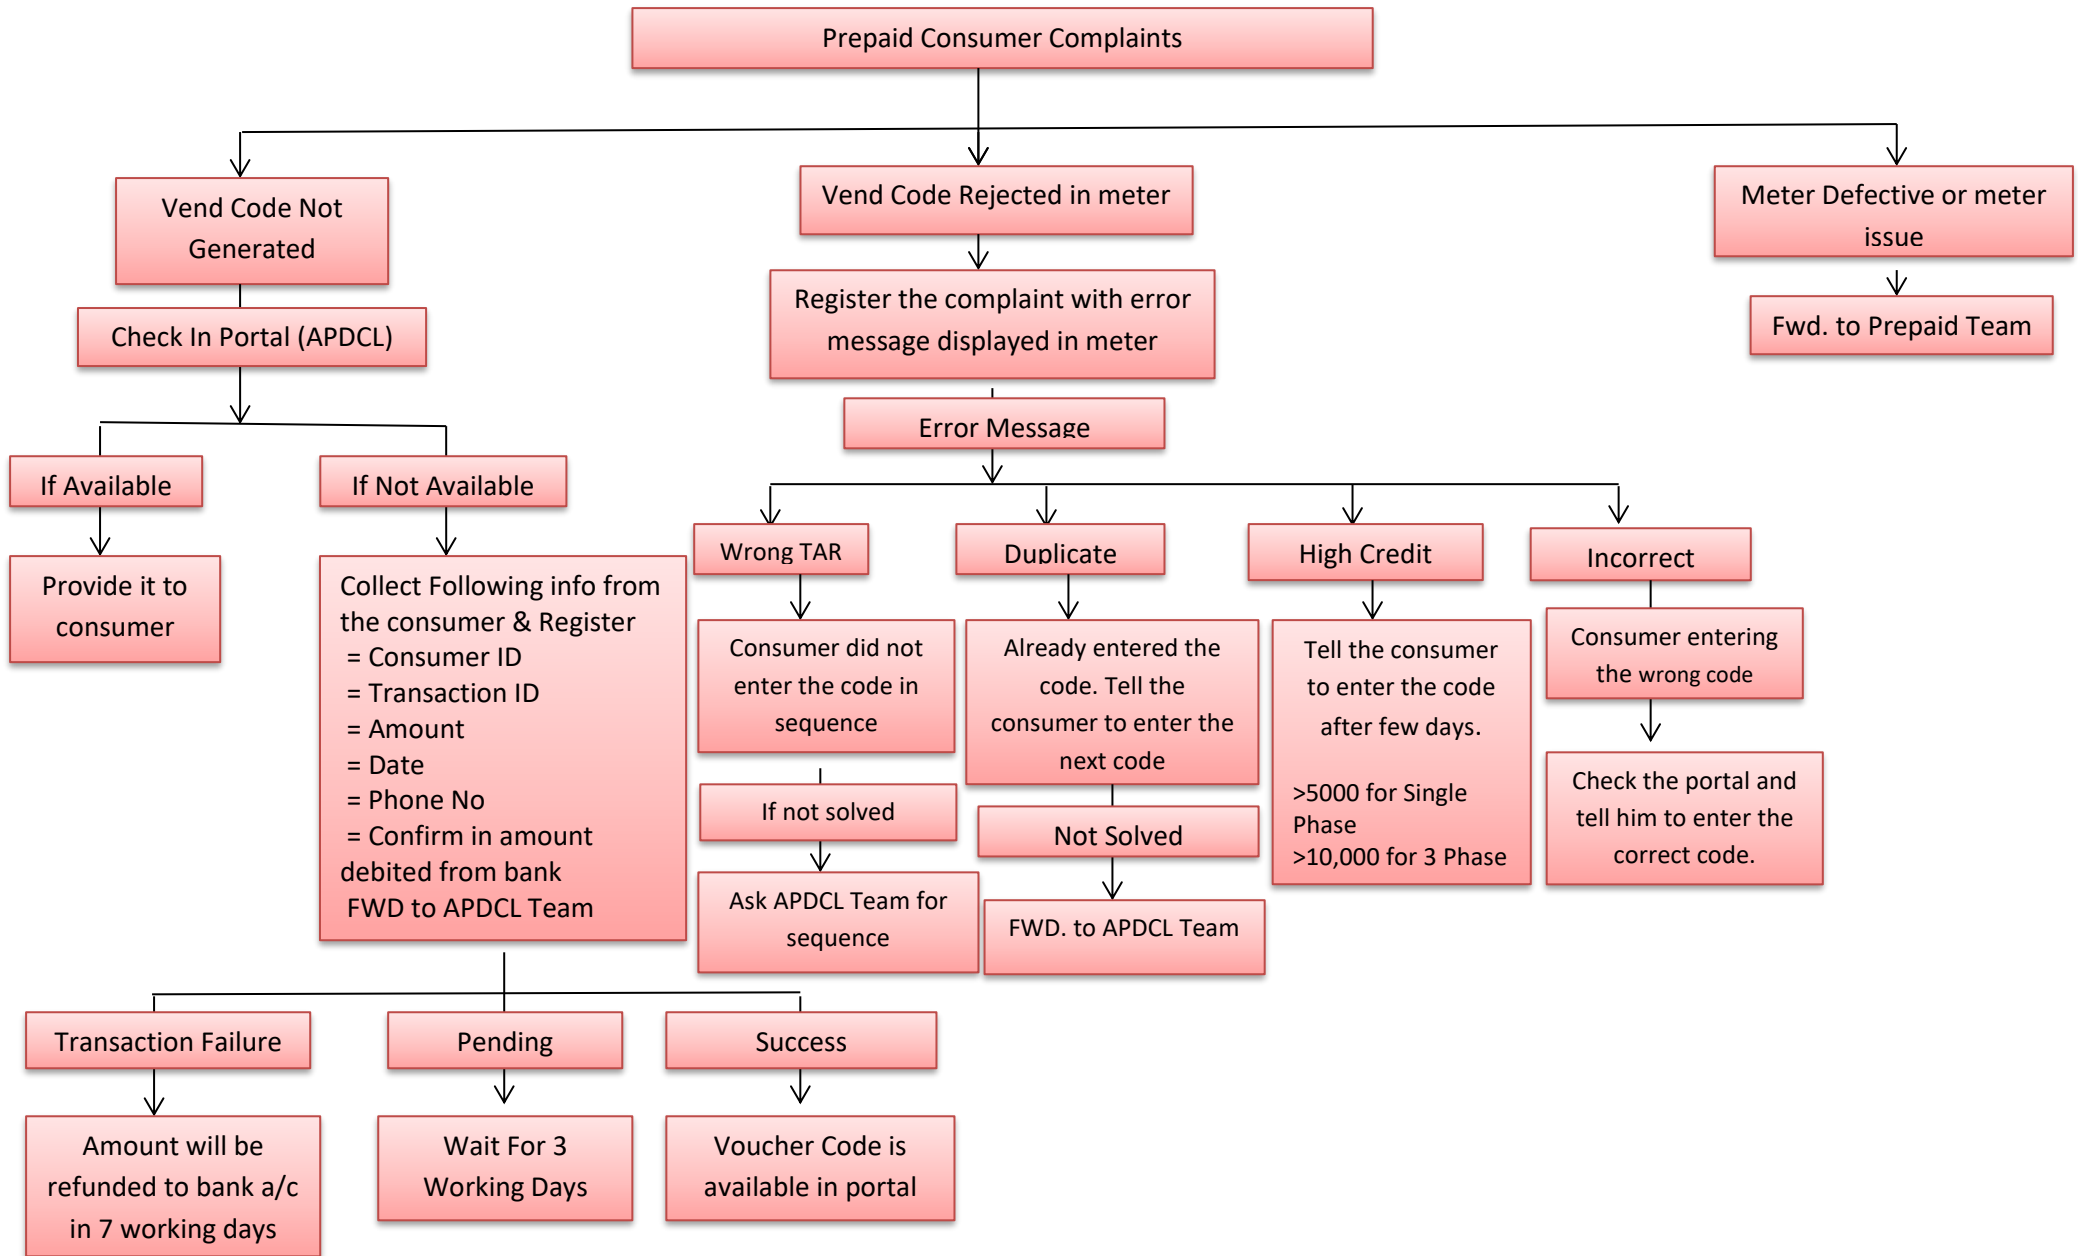 Prepaid Consumer Complaints
Vend Code Not
Generated
Vend Code Rejected in meter
Meter Defective or meter
issue
Check In Portal (APDCL)
Register the complaint with error
message displayed in meter
Fwd. to Prepaid Team
Error Message
If Available
If Not Available
Wrong TAR
Duplicate
High Credit
Incorrect
Provide it to
consumer
Collect Following info from
the consumer & Register
= Consumer ID
= Transaction ID
= Amount
= Date
= Phone No
= Confirm in amount
debited from bank
FWD to APDCL Team
Consumer did not
enter the code in
sequence
If not solved
Ask APDCL Team for
sequence
Already entered the
code. Tell the
consumer to enter the
next code
Not Solved
FWD. to APDCL Team
Tell the consumer
to enter the code
after few days.
>5000 for Single
Phase
>10,000 for 3 Phase
Consumer entering
the wrong code
Check the portal and
tell him to enter the
correct code.
Transaction Failure
Pending
Success
Amount will be
refunded to bank a/c
in 7 working days
Wait For 3
Working Days
Voucher Code is
available in portal